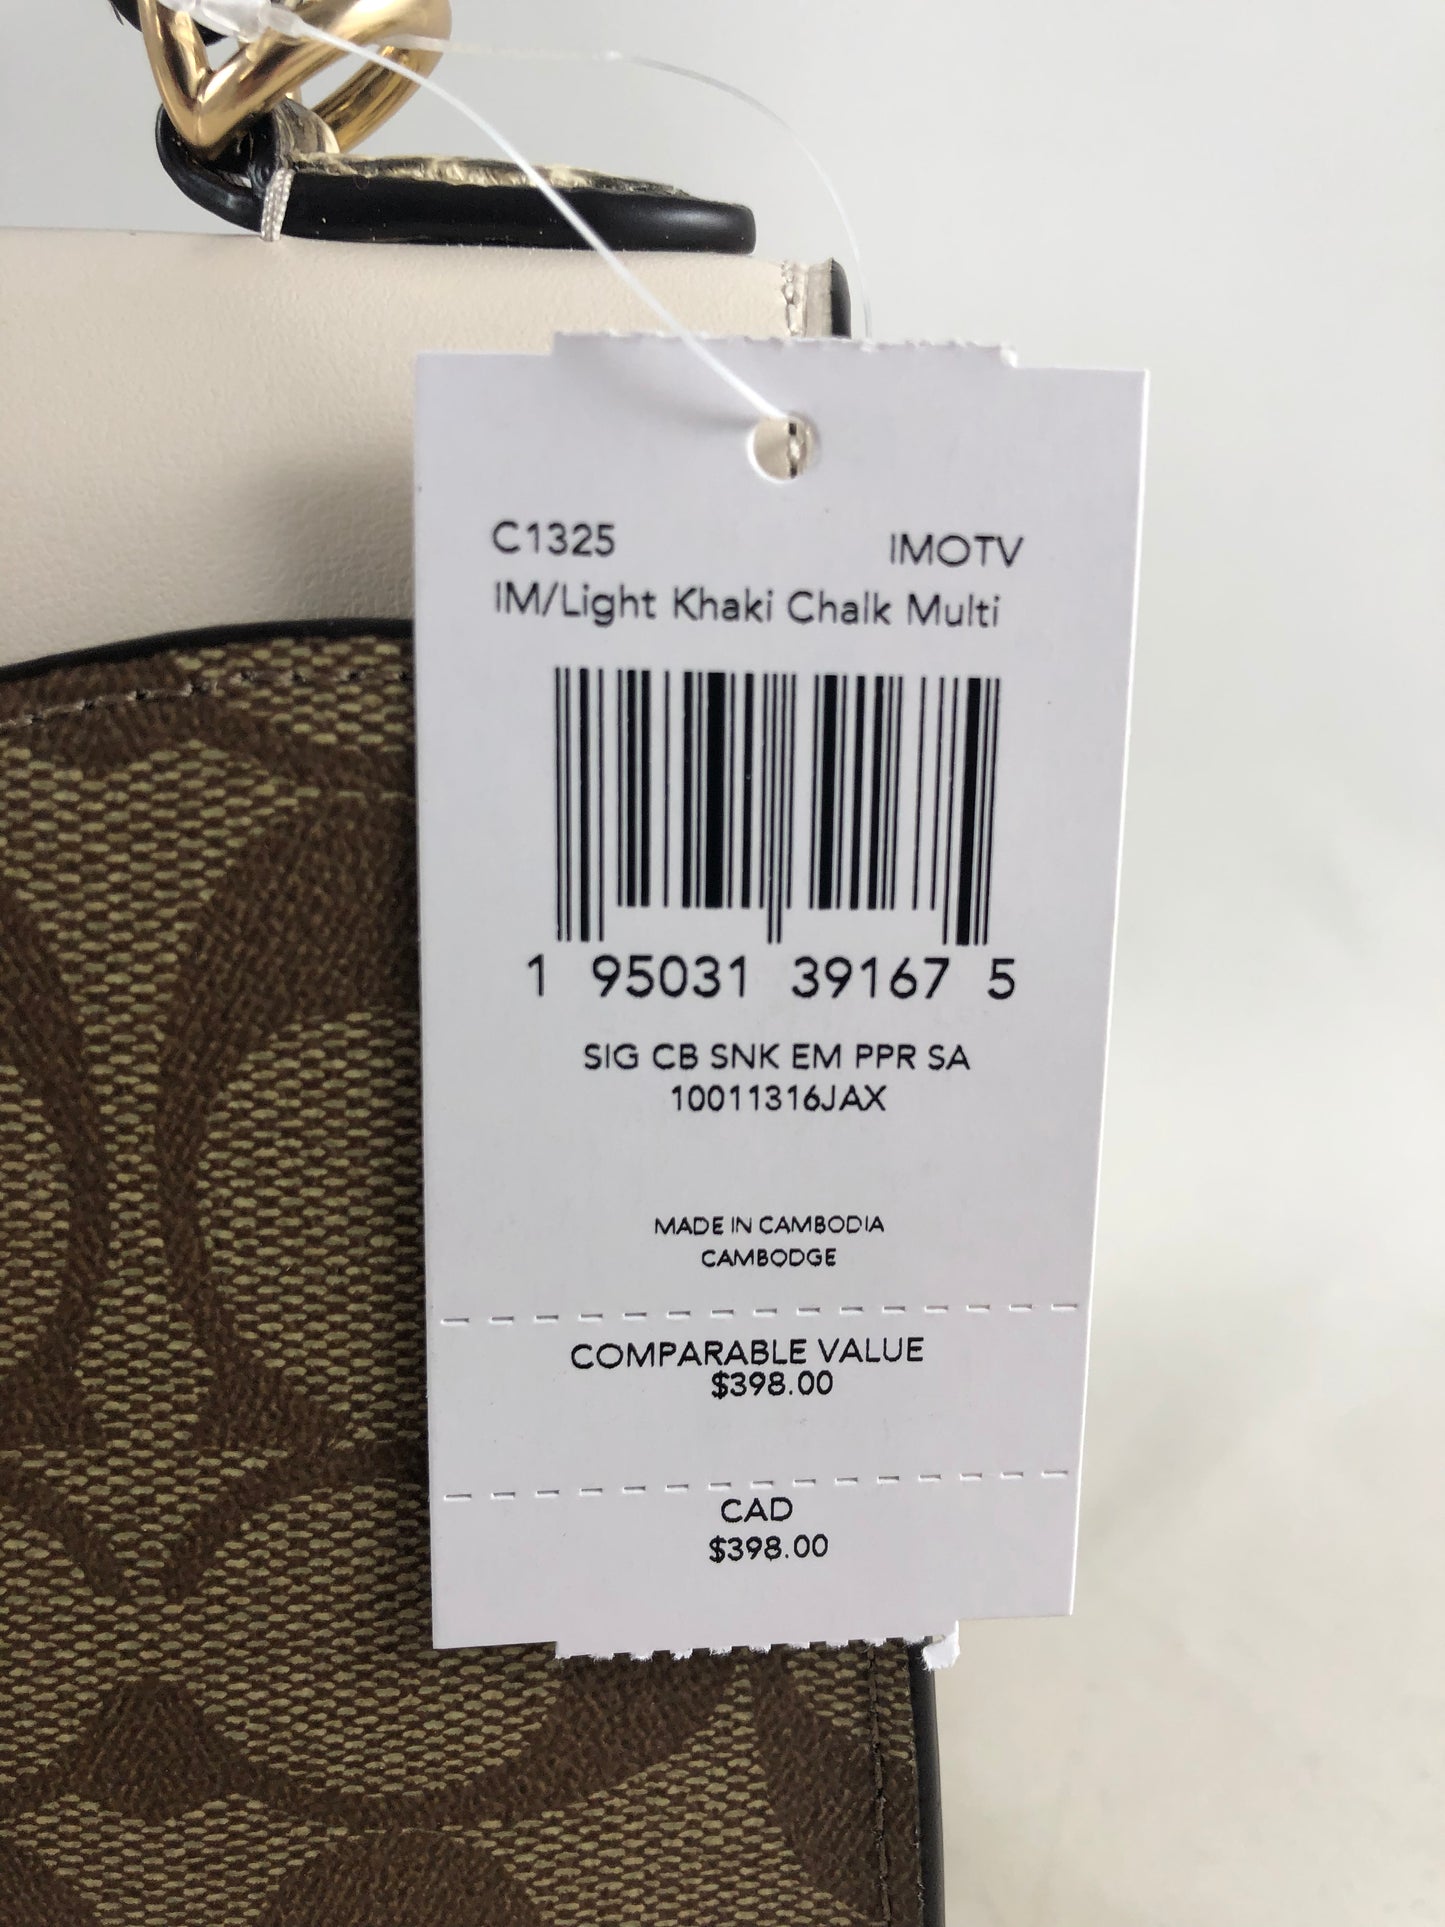 C1325 IMOTV
IM/Light Khaki Chalk Multi
1 95031 39167 5
SIG CB SNK EM PPR SA
10011316JAX
MADE IN CAMBODIA
CAMBODGE
COMPARABLE VALUE
$398.00
CAD
$398.00